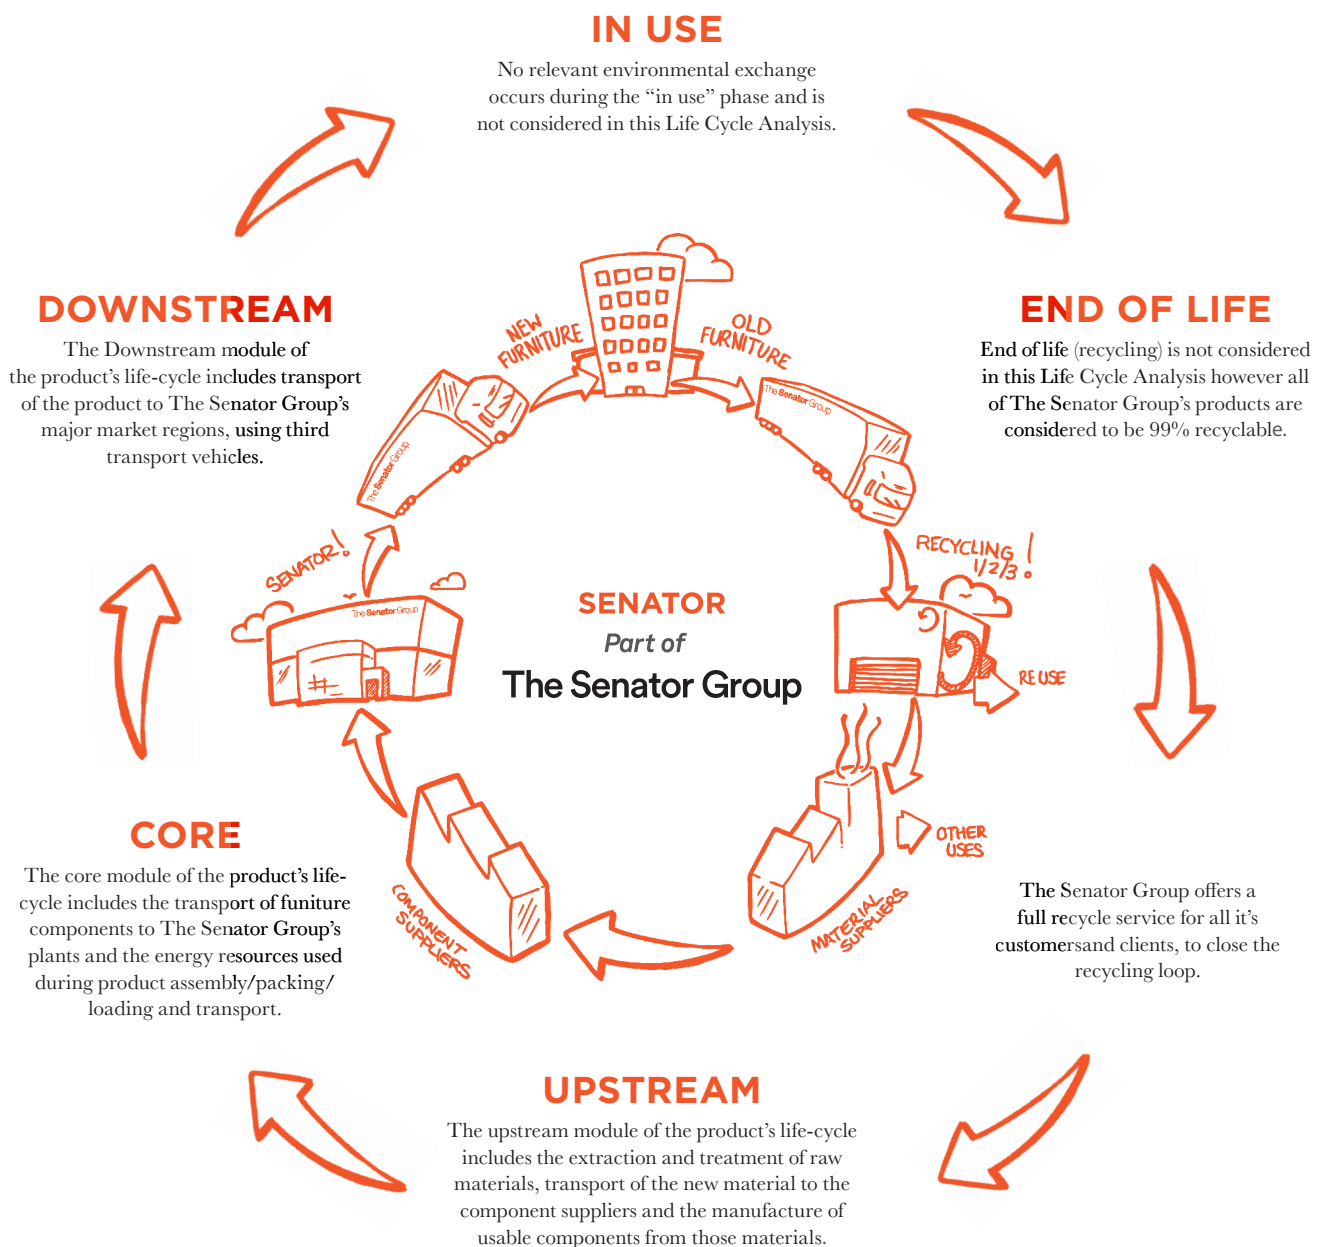 IN USE
No relevant environmental exchange
occurs during the “in use” phase and is
not considered in this Life Cycle Analysis.
DOWNSTREAM
The Downstream module of
the product’s life-cycle includes transport
of the product to The Senator Group’s
major market regions, using third
transport vehicles.
END OF LIFE
End of life (recycling) is not considered
in this Life Cycle Analysis however all
of The Senator Group’s products are
considered to be 99% recyclable.
NEW
FURNITURE
OLD
FURNITURE
The Senator Group
The Senator Group
SENATOR!
The Senator Group
RECYCLING
1/2/3!
REUSE
SENATOR
Part of
The Senator Group
OTHER
USES
COMPONENT
SUPPLIERS
MATERIAL
SUPPLIERS
CORE
The core module of the product’s life-
cycle includes the transport of funiture
components to The Senator Group’s
plants and the energy resources used
during product assembly/packing/
loading and transport.
The Senator Group offers a
full recycle service for all it’s
customersand clients, to close the
recycling loop.
UPSTREAM
The upstream module of the product’s life-cycle
includes the extraction and treatment of raw
materials, transport of the new material to the
component suppliers and the manufacture of
usable components from those materials.